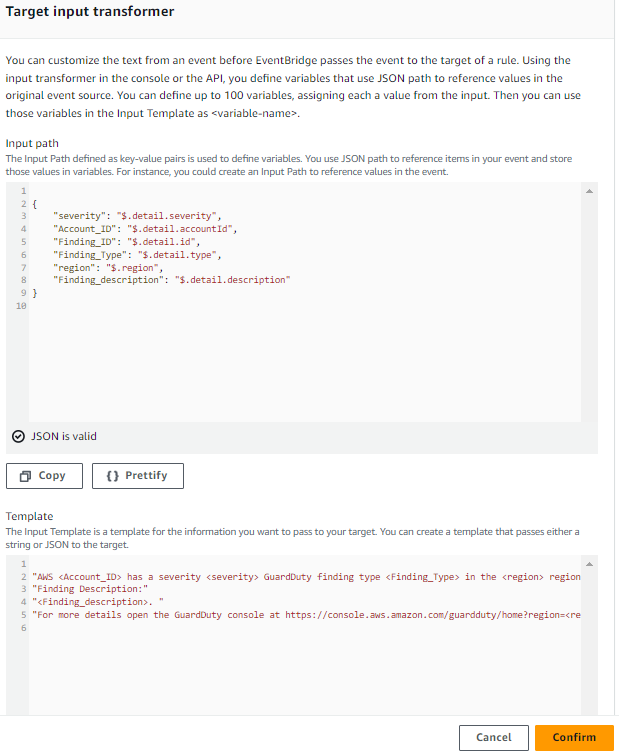 Target input transformer
You can customize the text from an event before EventBridge passes the event to the target of a rule. Using the
input transformer in the console or the API, you define variables that use JSON path to reference values in the
original event source. You can define up to 100 variables, assigning each a value from the input. Then you can use
those variables in the Input Template as <variable-name>.
Input path
The Input Path defined as key-value pairs is used to define variables. You use JSON path to reference items in your event and store
those values in variables. For instance, you could create an Input Path to reference values in the event.
1
2 {
3 "severity": "$.detail.severity",
4 "Account_ID": "$.detail.accountId",
5 "Finding_ID": "$.detail.id",
6 "Finding_Type": "$.detail.type",
7 "region": "$.region",
8 "Finding_description": "$.detail.description"
9 }
10
JSON is valid
Copy
{} Prettify
Template
The Input Template is a template for the information you want to pass to your target. You can create a template that passes either a
string or JSON to the target.
1
2 "AWS <Account_ID> has a severity <severity> GuardDuty finding type <Finding_Type> in the <region> region
3 "Finding Description:"
4 "<Finding_description>. "
5 "For more details open the GuardDuty console at https://console.aws.amazon.com/guardduty/home?region=<re
6
Cancel
Confirm